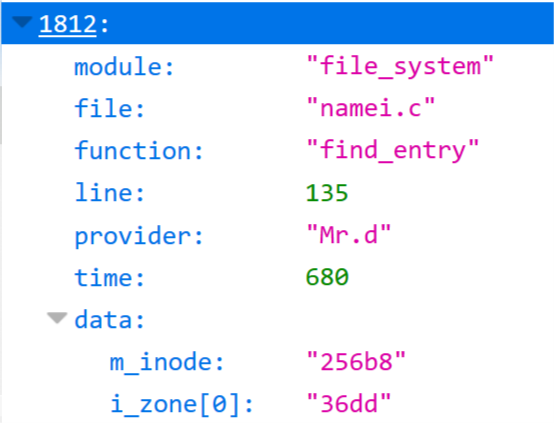 1812:
module: "file_system"
file: "namei.c"
function: "find_entry"
line: 135
provider: "Mr.d"
time: 680
data:
m_inode: "256b8"
i_zone[0]: "36dd"